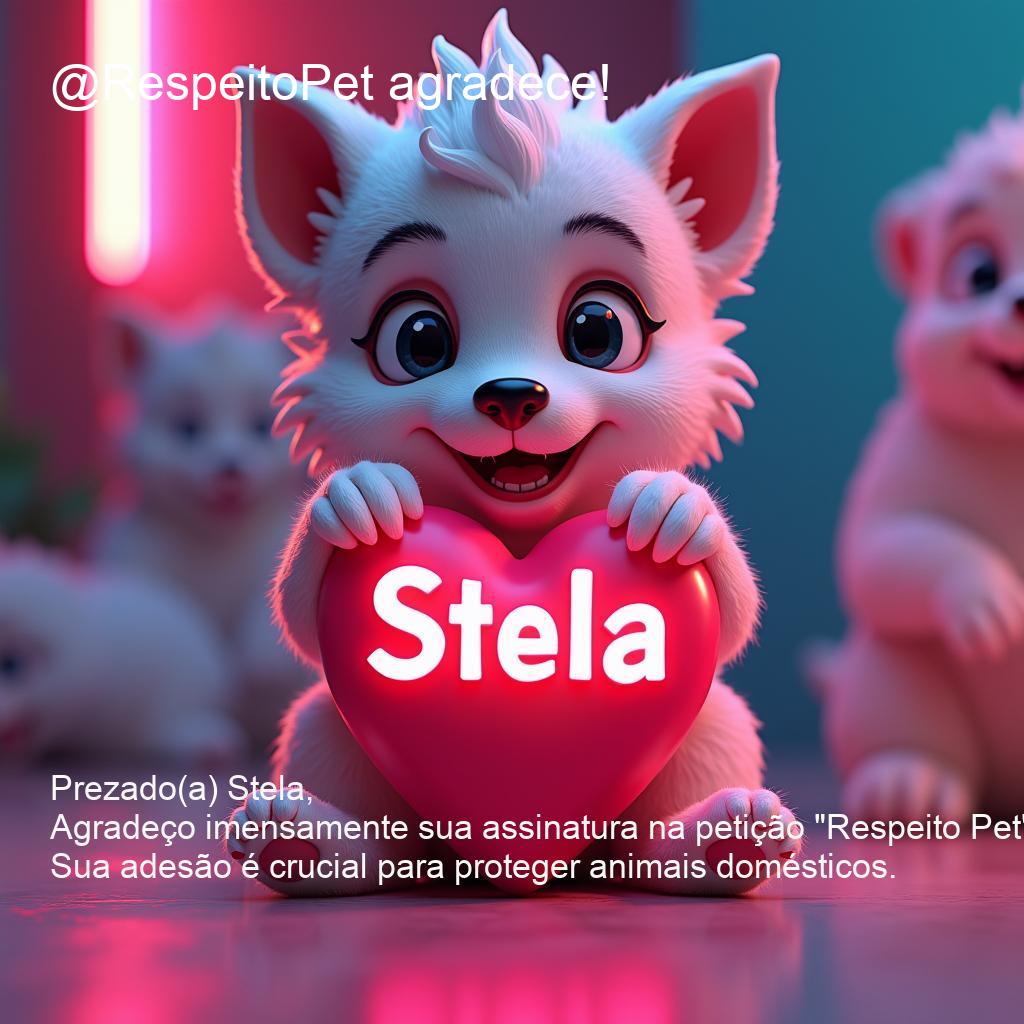 @RespeitoPet agradece!
Stela
Prezado(a) Stela,
Agradeço imensamente sua assinatura na petição "Respeito Pet"
Sua adesão é crucial para proteger animais domésticos.